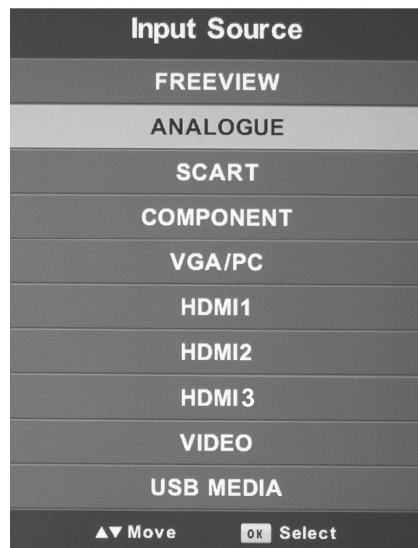 Input Source
FREEVIEW
ANALOGUE
SCART
COMPONENT
VGA/PC
HDMI1
HDMI2
HDMI3
VIDEO
USB MEDIA
▲▼ Move OK Select